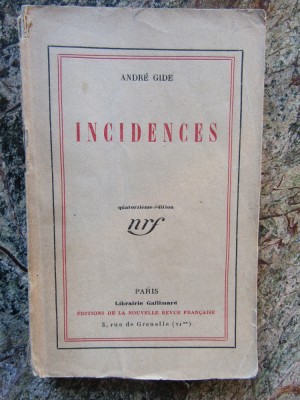 ANDRÉ GIDE
INCIDENCES
quatorzième édition
nrf
PARIS
Librairie Gallimard
ÉDITIONS DE LA NOUVELLE REVUE FRANÇAISE
3, rue de Grenelle (VIme)